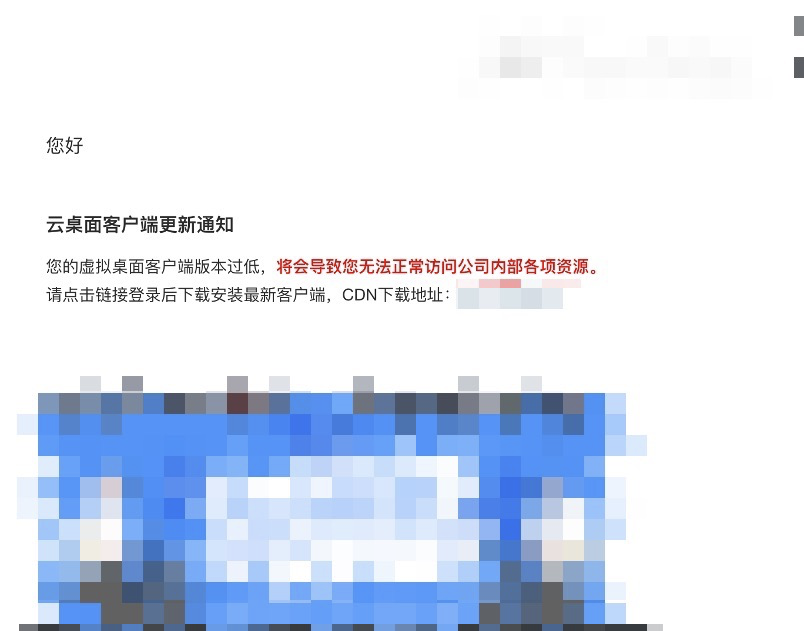 您好
云桌面客户端更新通知
您的虚拟桌面客户端版本过低，将会导致您无法正常访问公司内部各项资源。
请点击链接登录后下载安装最新客户端，CDN下载地址：